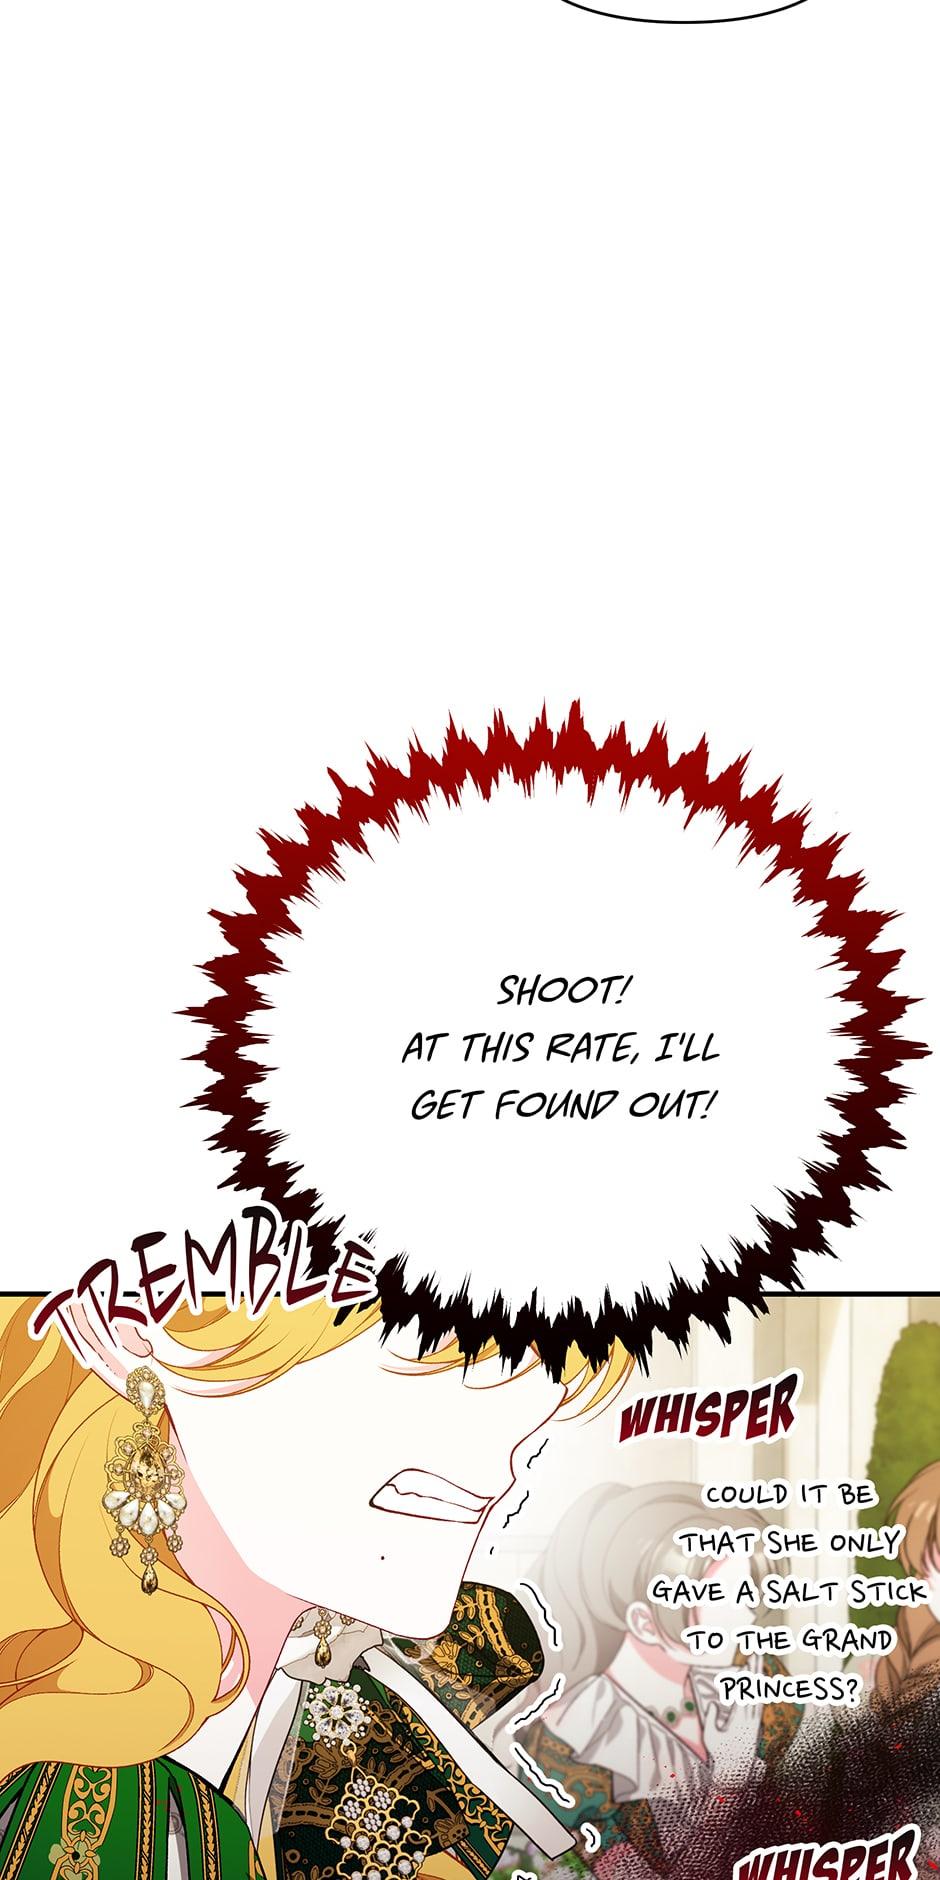 SHOOT!
AT THIS RATE, I'LL
GET FOUND OUT!
TREMBLE
WHISPER
COULD IT BE
THAT SHE ONLY
GAVE A SALT STICK
TO THE GRAND
PRINCESS?
WHISPER